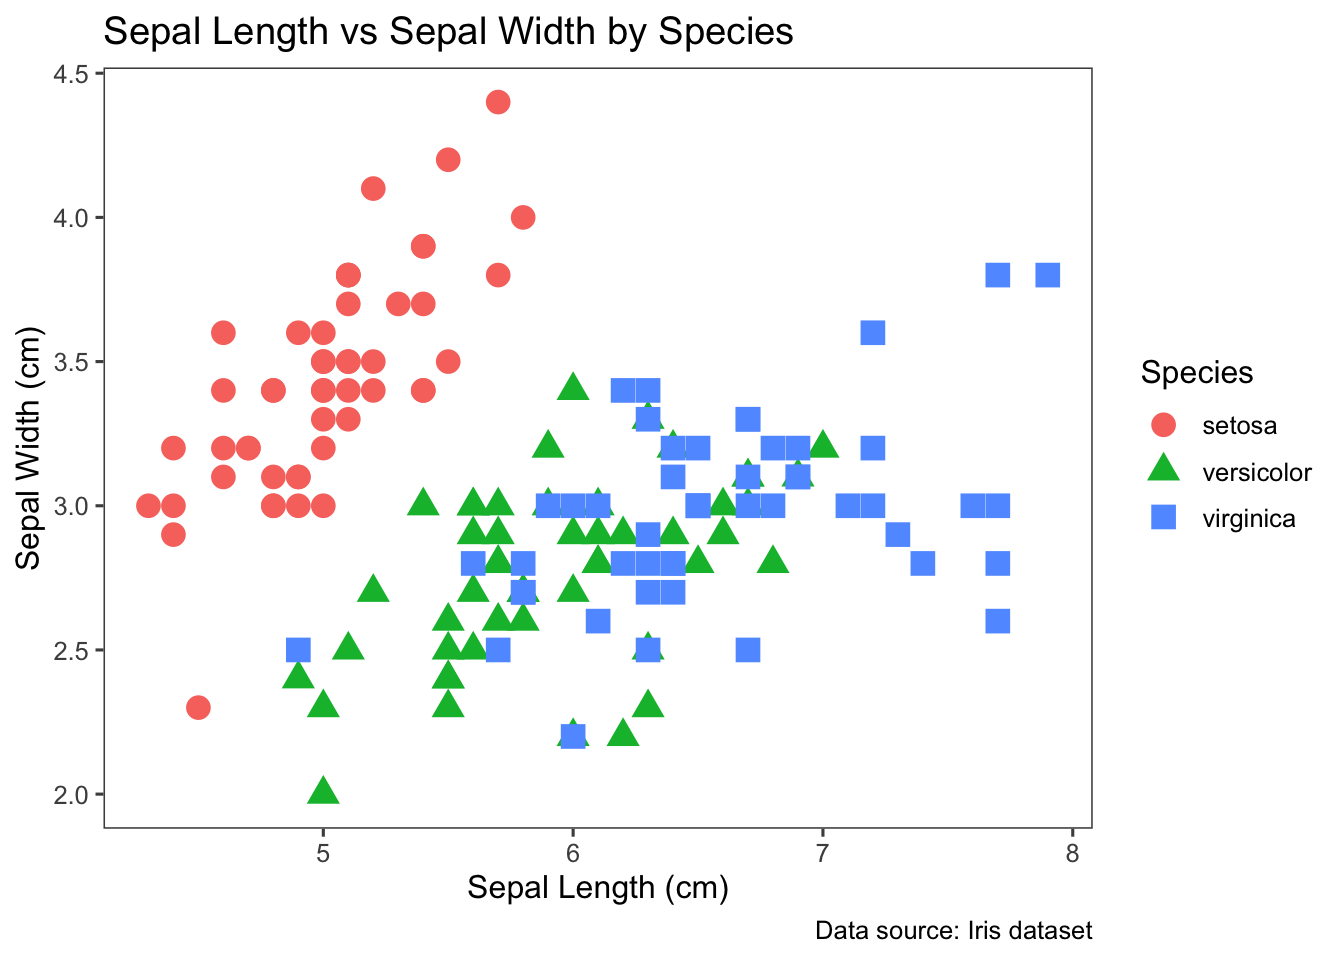 Sepal Length vs Sepal Width by Species
4.5
4.0
3.5
3.0
2.5
2.0
Sepal Width (cm)
5 6 7 8
Sepal Length (cm)
Species
setosa
versicolor
virginica
Data source: Iris dataset